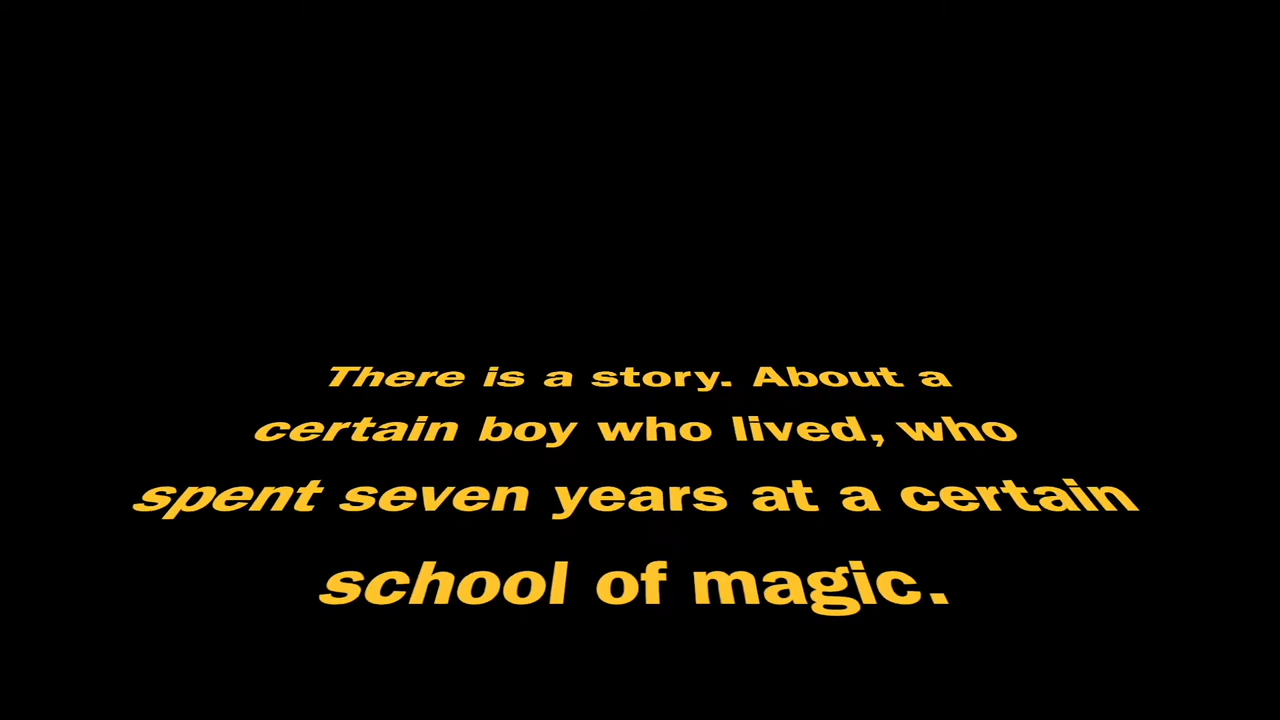 There is a story. About a
certain boy who lived, who
spent seven years at a certain
school of magic.